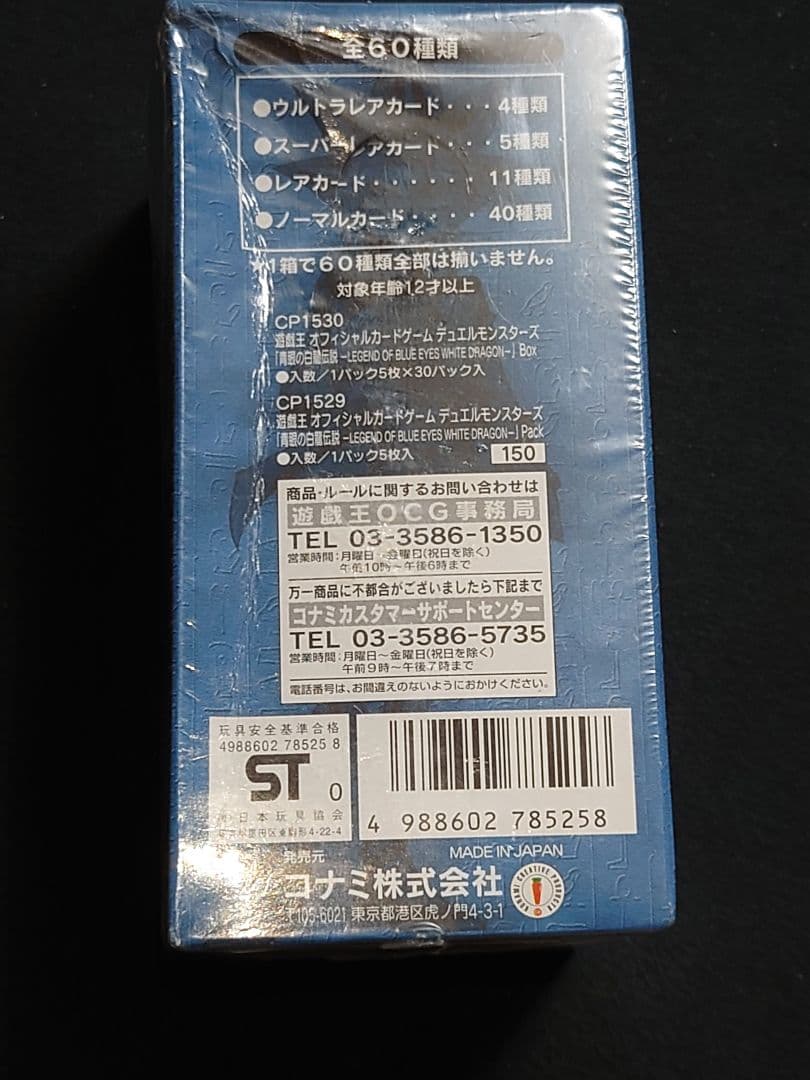 全60種類
●ウルトラレアカード・・・4種類
●スーパーレアカード・・・5種類
●レアカード・・・・・・11種類
●ノーマルカード・・・・40種類
★1箱で60種類全部は揃いません。
対象年齢12才以上
CP1530
遊戯王 オフィシャルカードゲーム デュエルモンスターズ
「青眼の白龍伝説 -LEGEND OF BLUE EYES WHITE DRAGON-」Box
●入数/1パック5枚×30パック入
CP1529
遊戯王 オフィシャルカードゲーム デュエルモンスターズ
「青眼の白龍伝説 -LEGEND OF BLUE EYES WHITE DRAGON-」Pack
●入数/1パック5枚入 150
商品・ルールに関するお問い合わせは
遊戯王OCG事務局
TEL 03-3586-1350
営業時間:月曜日~金曜日(祝日を除く)
午前10時~午後6時まで
万一商品に不都合がございましたら下記まで
コナミカスタマーサポートセンター
TEL 03-3586-5735
営業時間:月曜日~金曜日(祝日を除く)
午前9時~午後7時まで
電話番号は、お間違えのないようにおかけください。
玩具安全基準合格
4988602 78525 8
ST 0
日本玩具協会
東駒形4-22-4
4 988602 785258
発売元 MADE IN JAPAN
コナミ株式会社
〒105-6021 東京都港区虎ノ門4-3-1
KONAMI CREATIVE PRODUCTS